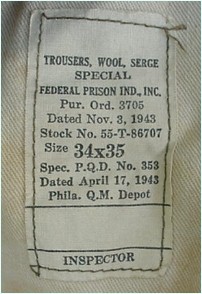 TROUSERS, WOOL, SERGE
SPECIAL
FEDERAL PRISON IND., INC.
Pur. Ord. 3705
Dated Nov. 3, 1943
Stock No. 55-T-86707
Size 34x35
Spec. P.Q.D. No. 353
Dated April 17, 1943
Phila. Q.M. Depot
INSPECTOR